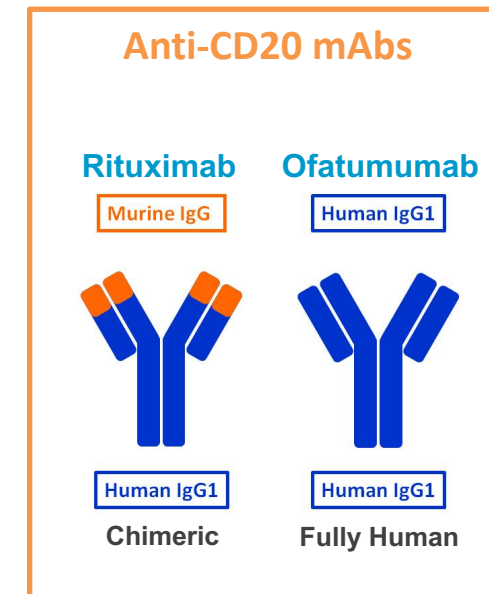 Anti-CD20 mAbs
Rituximab Ofatumumab
Murine IgG Human IgG1
Human IgG1 Human IgG1
Chimeric Fully Human